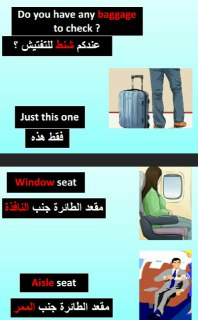 Do you have any baggage
to check ?
عندكم شنط للتفتيش ؟
Just this one
فقط هذه
Window seat
مقعد الطائرة جنب النافذة
Aisle seat
مقعد الطائرة جنب الممر